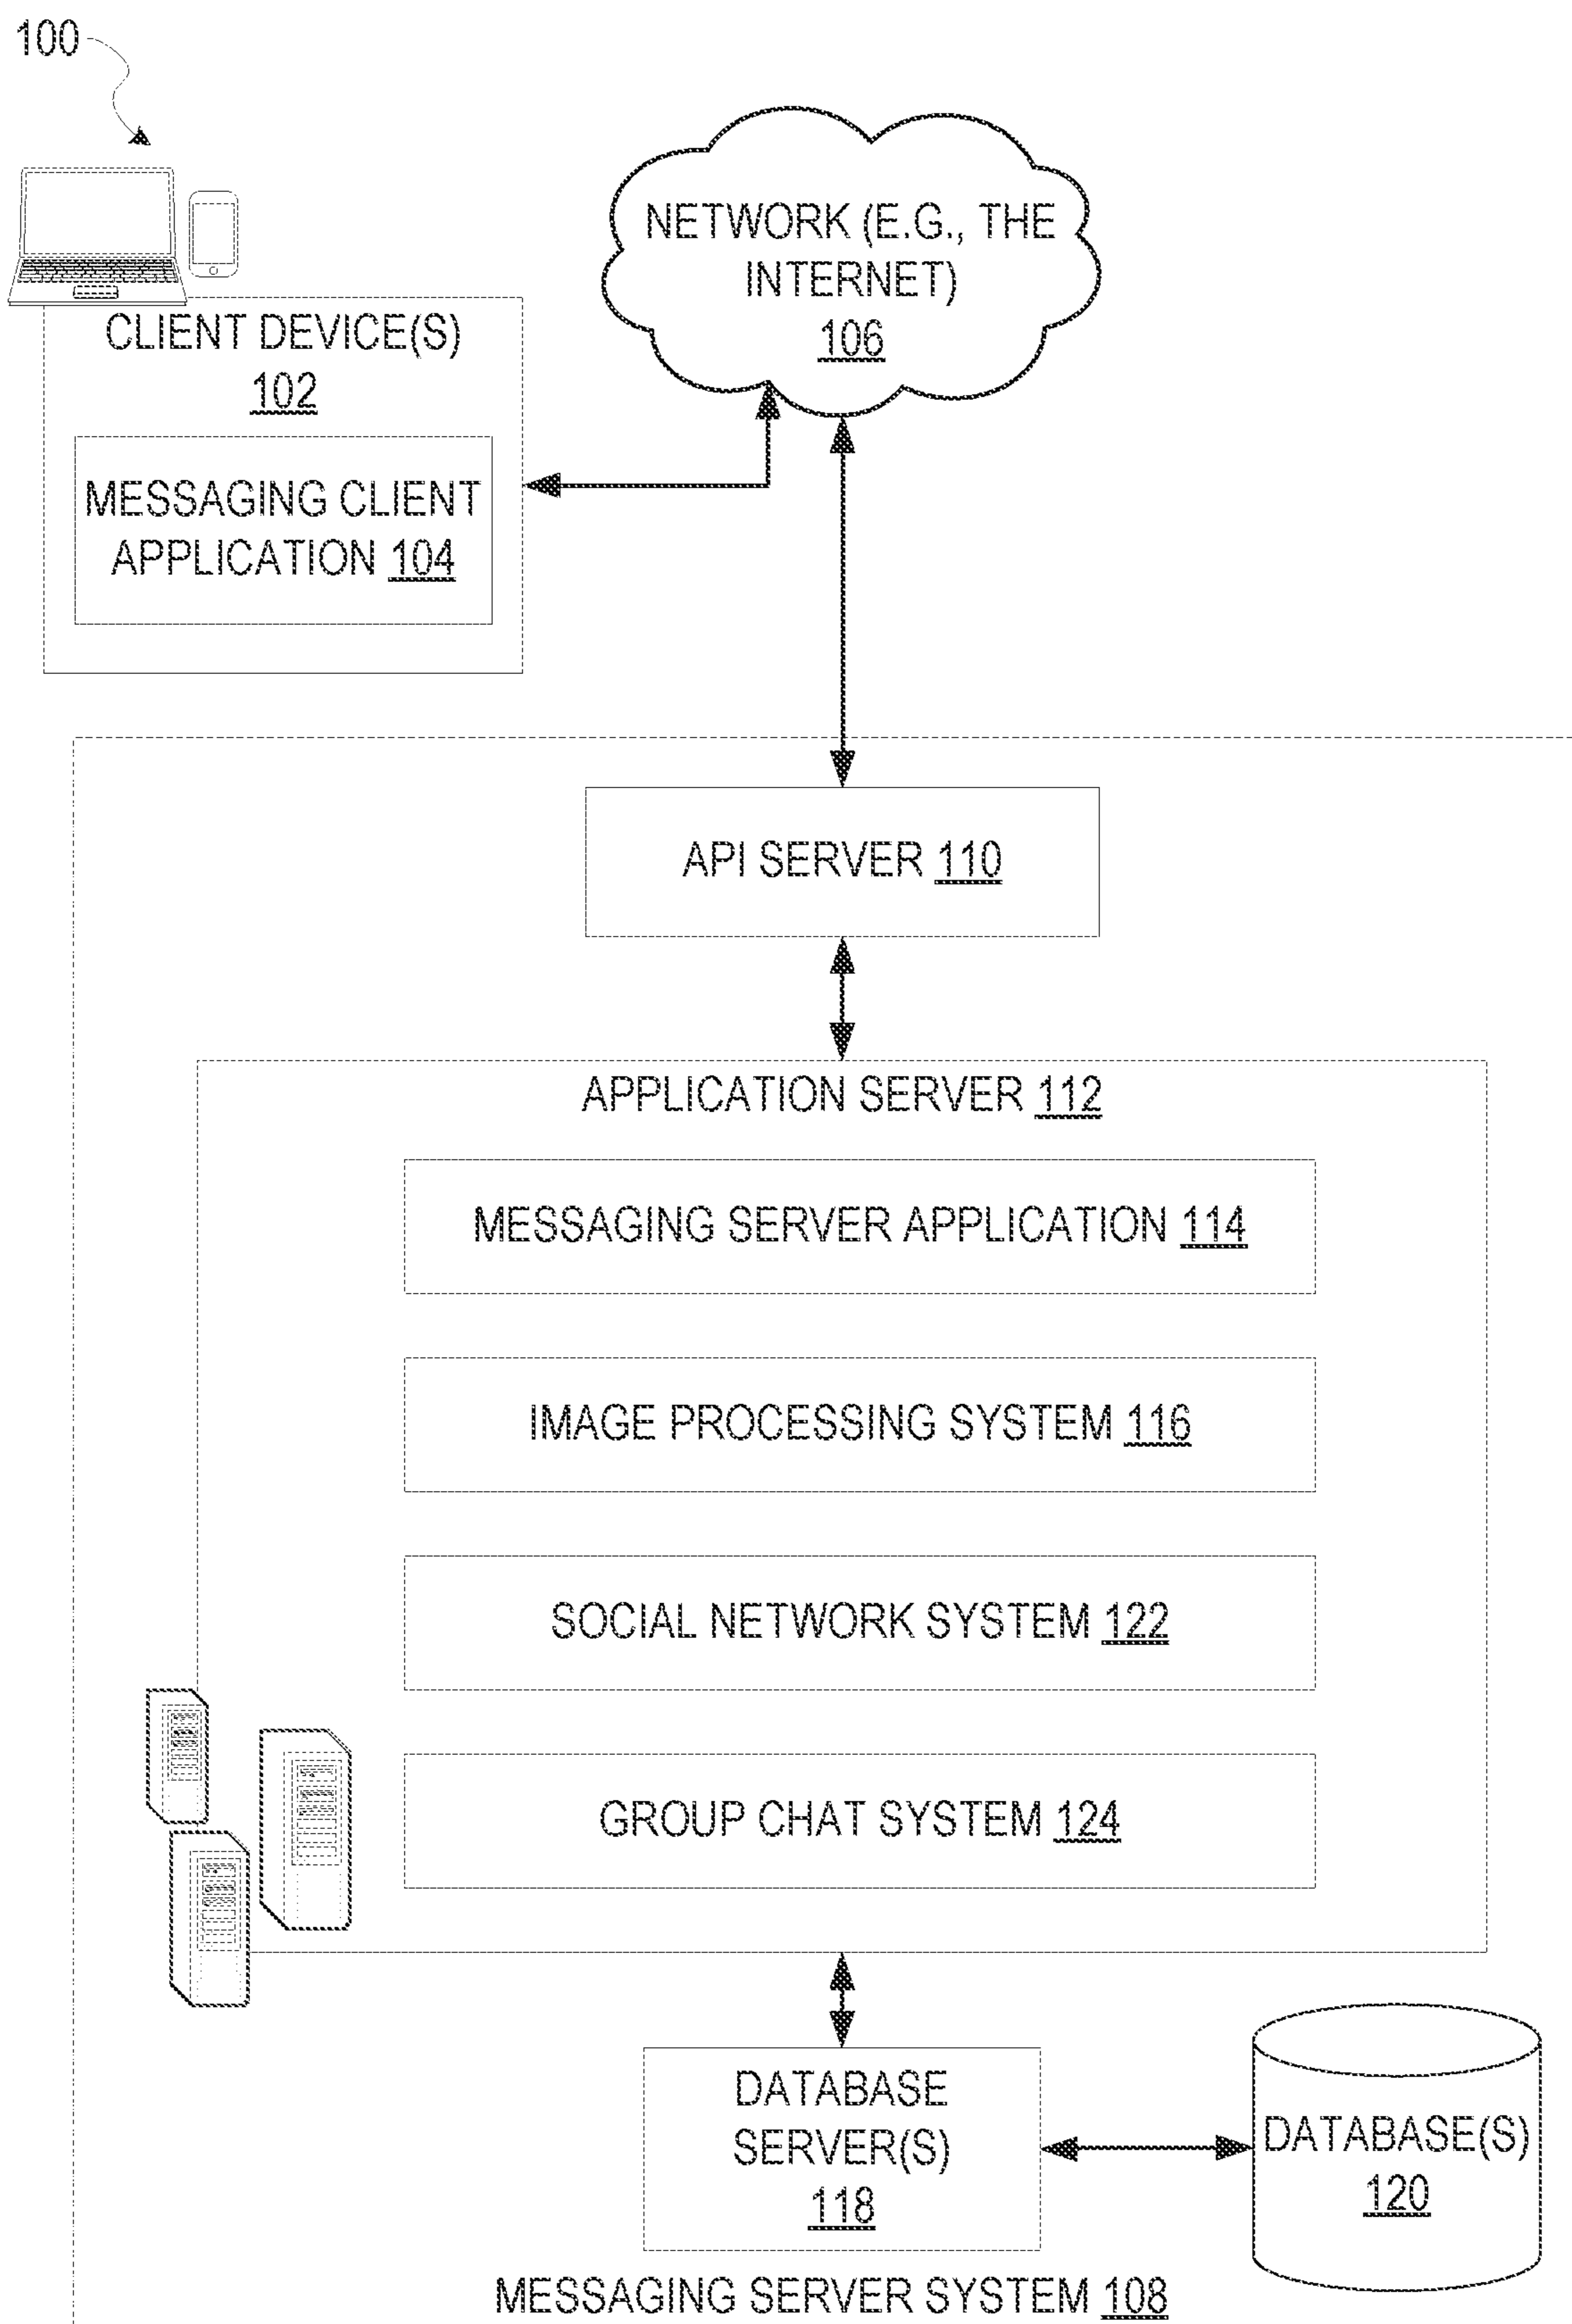 100
NETWORK (E.G., THE
INTERNET)
106
CLIENT DEVICE(S)
102
MESSAGING CLIENT
APPLICATION 104
API SERVER 110
APPLICATION SERVER 112
MESSAGING SERVER APPLICATION 114
IMAGE PROCESSING SYSTEM 116
SOCIAL NETWORK SYSTEM 122
GROUP CHAT SYSTEM 124
DATABASE
SERVER(S)
118
DATABASE(S)
120
MESSAGING SERVER SYSTEM 108